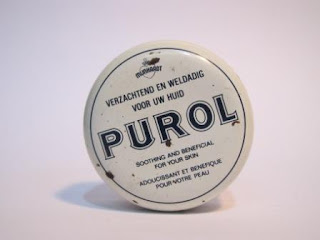 VERZACHTEND EN WELDADIG
VOOR UW HUID
PUROL
SOOTHING AND BENEFICIAL
FOR YOUR SKIN
ADOUCISSANT ET BENEFIQUE
POUR VOTRE PEAU